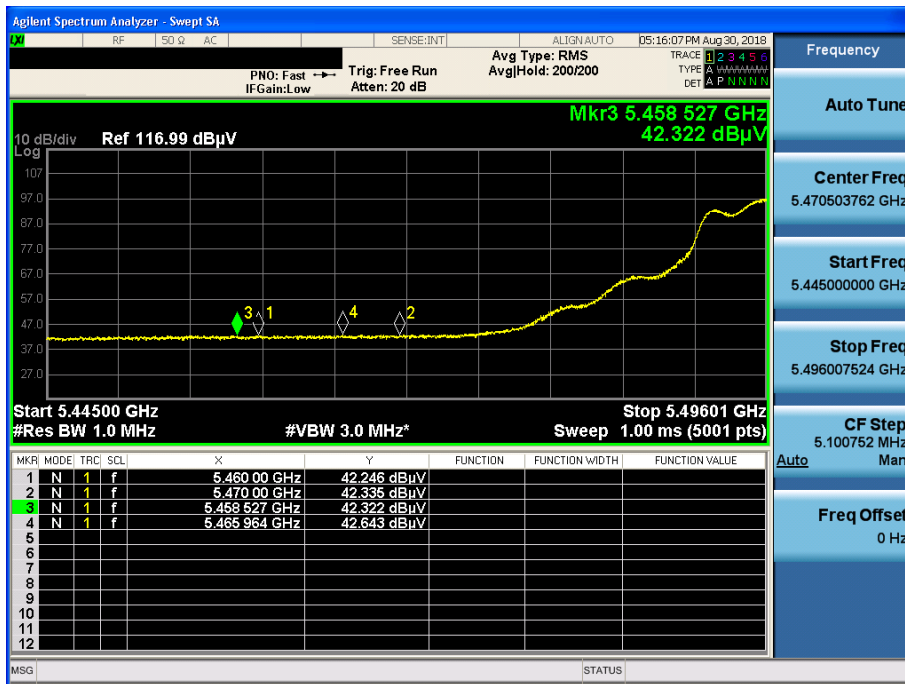 Agilent Spectrum Analyzer - Swept SA
LXI RF 50 Ω AC SENSE:INT ALIGN AUTO 05:16:07 PM Aug 30, 2018
PNO: Fast
IFGain:Low
Trig: Free Run
Atten: 20 dB
Avg Type: RMS
Avg|Hold: 200/200
TRACE 1 2 3 4 5 6
TYPE A WWWWW
DET A P N N N N
Mkr3 5.458 527 GHz
42.322 dBµV
10 dB/div Ref 116.99 dBµV
Log
107
97.0
87.0
77.0
67.0
57.0
47.0
37.0
27.0
3 1 4 2
Start 5.44500 GHz Stop 5.49601 GHz
#Res BW 1.0 MHz #VBW 3.0 MHz* Sweep 1.00 ms (5001 pts)
MKR MODE TRC SCL X Y FUNCTION FUNCTION WIDTH FUNCTION VALUE
1 N 1 f 5.460 00 GHz 42.246 dBµV
2 N 1 f 5.470 00 GHz 42.335 dBµV
3 N 1 f 5.458 527 GHz 42.322 dBµV
4 N 1 f 5.465 964 GHz 42.643 dBµV
5
6
7
8
9
10
11
12
MSG STATUS
Frequency
Auto Tune
Center Freq
5.470503762 GHz
Start Freq
5.445000000 GHz
Stop Freq
5.496007524 GHz
CF Step
5.100752 MHz
Auto Man
Freq Offset
0 Hz